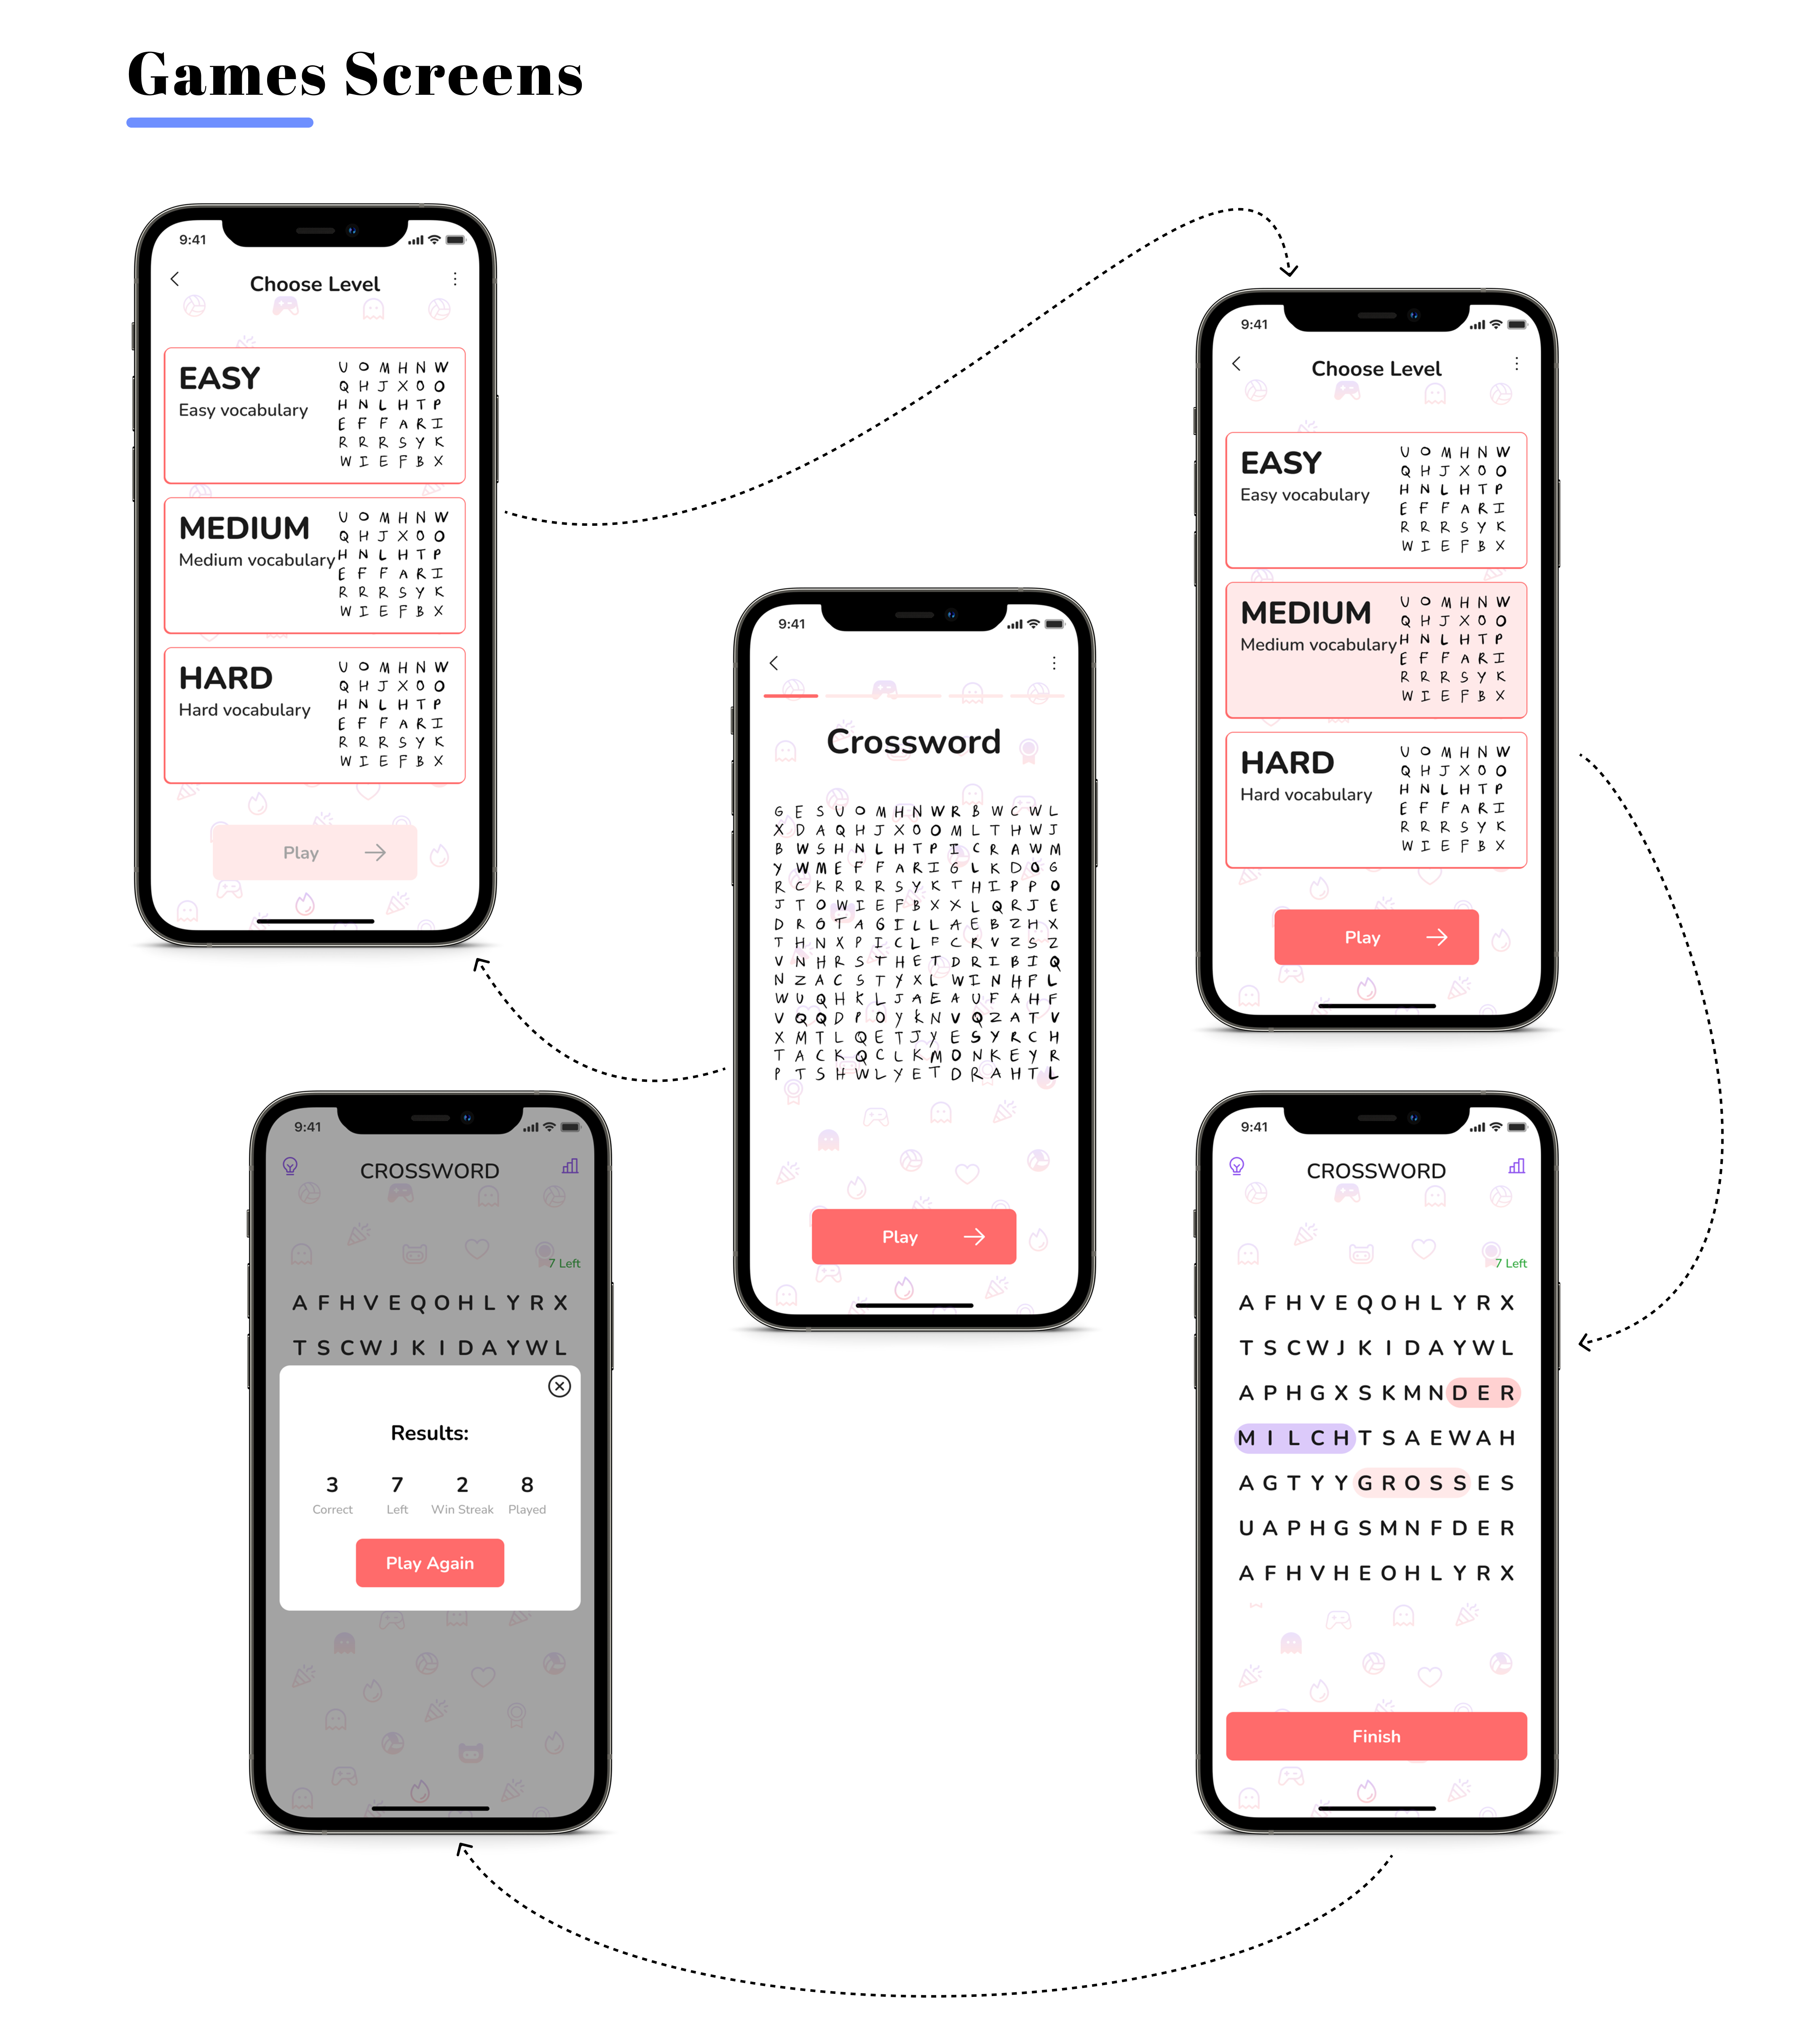 Games Screens
9:41
Choose Level
EASY
Easy vocabulary
U O M H N W
Q H J X O O
H N L H T P
E F F A R I
R R R S Y K
W I E F B X
MEDIUM
Medium vocabulary
U O M H N W
Q H J X O O
H N L H T P
E F F A R I
R R R S Y K
W I E F B X
HARD
Hard vocabulary
U O M H N W
Q H J X O O
H N L H T P
E F F A R I
R R R S Y K
W I E F B X
Play
9:41
Choose Level
EASY
Easy vocabulary
U O M H N W
Q H J X O O
H N L H T P
E F F A R I
R R R S Y K
W I E F B X
MEDIUM
Medium vocabulary
U O M H N W
Q H J X O O
H N L H T P
E F F A R I
R R R S Y K
W I E F B X
HARD
Hard vocabulary
U O M H N W
Q H J X O O
H N L H T P
E F F A R I
R R R S Y K
W I E F B X
Play
9:41
Crossword
G E S U O M H N W R B W C W L
X D A Q H J X O O M L T H W J
B W S H N L H T P I C R A W M
Y W M E F F A R I G L K D O G
R C K R R R S Y K T H I P P O
J T O W I E F B X X L Q R J E
D R O T A G I L L A E B Z H X
T H N X P I C L F C R V Z S Z
V N H R S T H E T D R I B I Q
N Z A C S T Y X L W I N H F L
W U Q H K L J A E A U F A H F
V Q Q D P O Y K N V Q Z A T V
X M T L Q E T J Y E S Y R C H
T A C K Q C L K M O N K E Y R
P T S H W L Y E T D R A H T L
Play
9:41
CROSSWORD
7 Left
A F H V E Q O H L Y R X
T S C W J K I D A Y W L
Results:
3 7 2 8
Correct Left Win Streak Played
Play Again
9:41
CROSSWORD
7 Left
A F H V E Q O H L Y R X
T S C W J K I D A Y W L
A P H G X S K M N D E R
M I L C H T S A E W A H
A G T Y Y G R O S S E S
U A P H G S M N F D E R
A F H V H E O H L Y R X
Finish